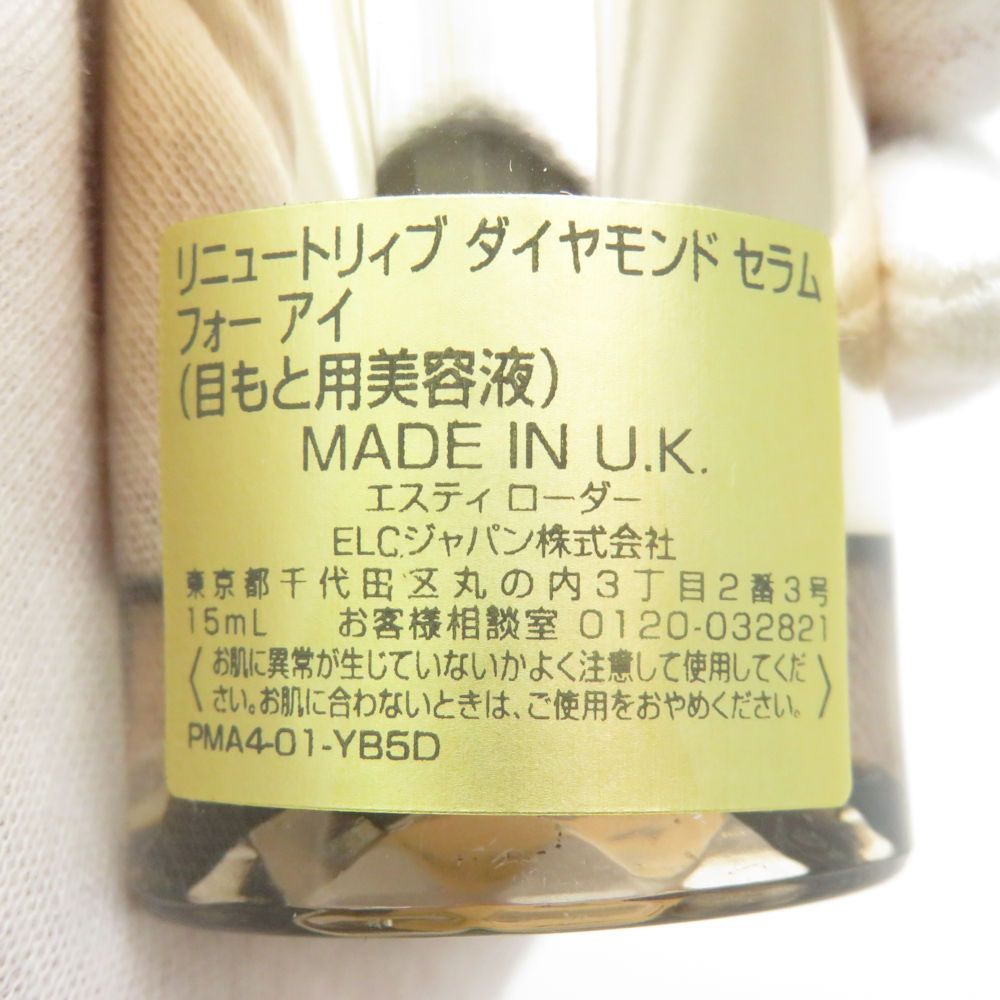 リニュートリィブ ダイヤモンド セラム
フォー アイ
(目もと用美容液)
MADE IN U.K.
エスティ ローダー
ELCジャパン株式会社
東京都千代田区丸の内3丁目2番3号
15mL お客様相談室 0120-032821
〈お肌に異常が生じていないかよく注意して使用してくだ
さい。お肌に合わないときは、ご使用をおやめください。〉
PMA4-01-YB5D